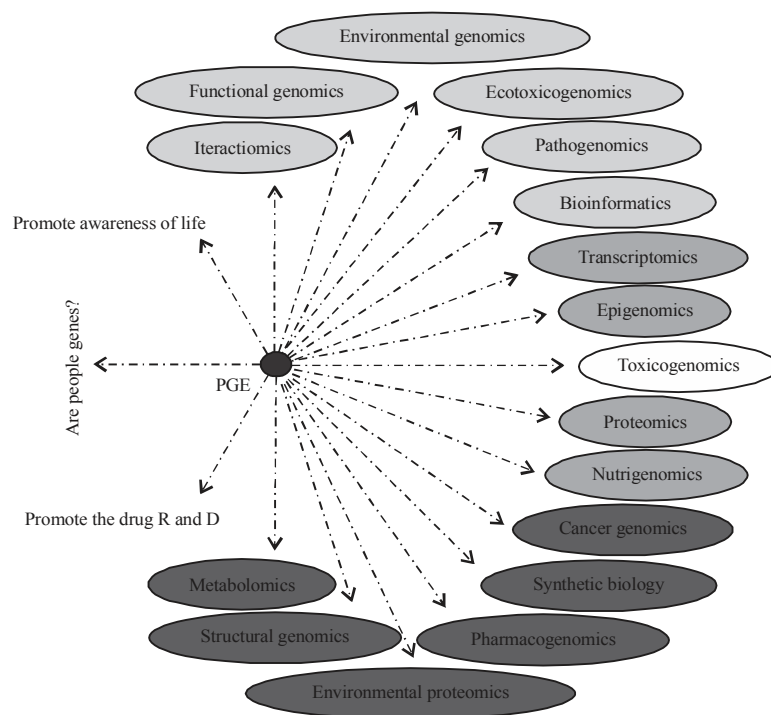 Environmental genomics
Functional genomics
Ecotoxicogenomics
Iteractiomics
Pathogenomics
Bioinformatics
Promote awareness of life
Transcriptomics
Epigenomics
Are people genes?
Toxicogenomics
PGE
Proteomics
Nutrigenomics
Promote the drug R and D
Cancer genomics
Metabolomics
Synthetic biology
Structural genomics
Pharmacogenomics
Environmental proteomics